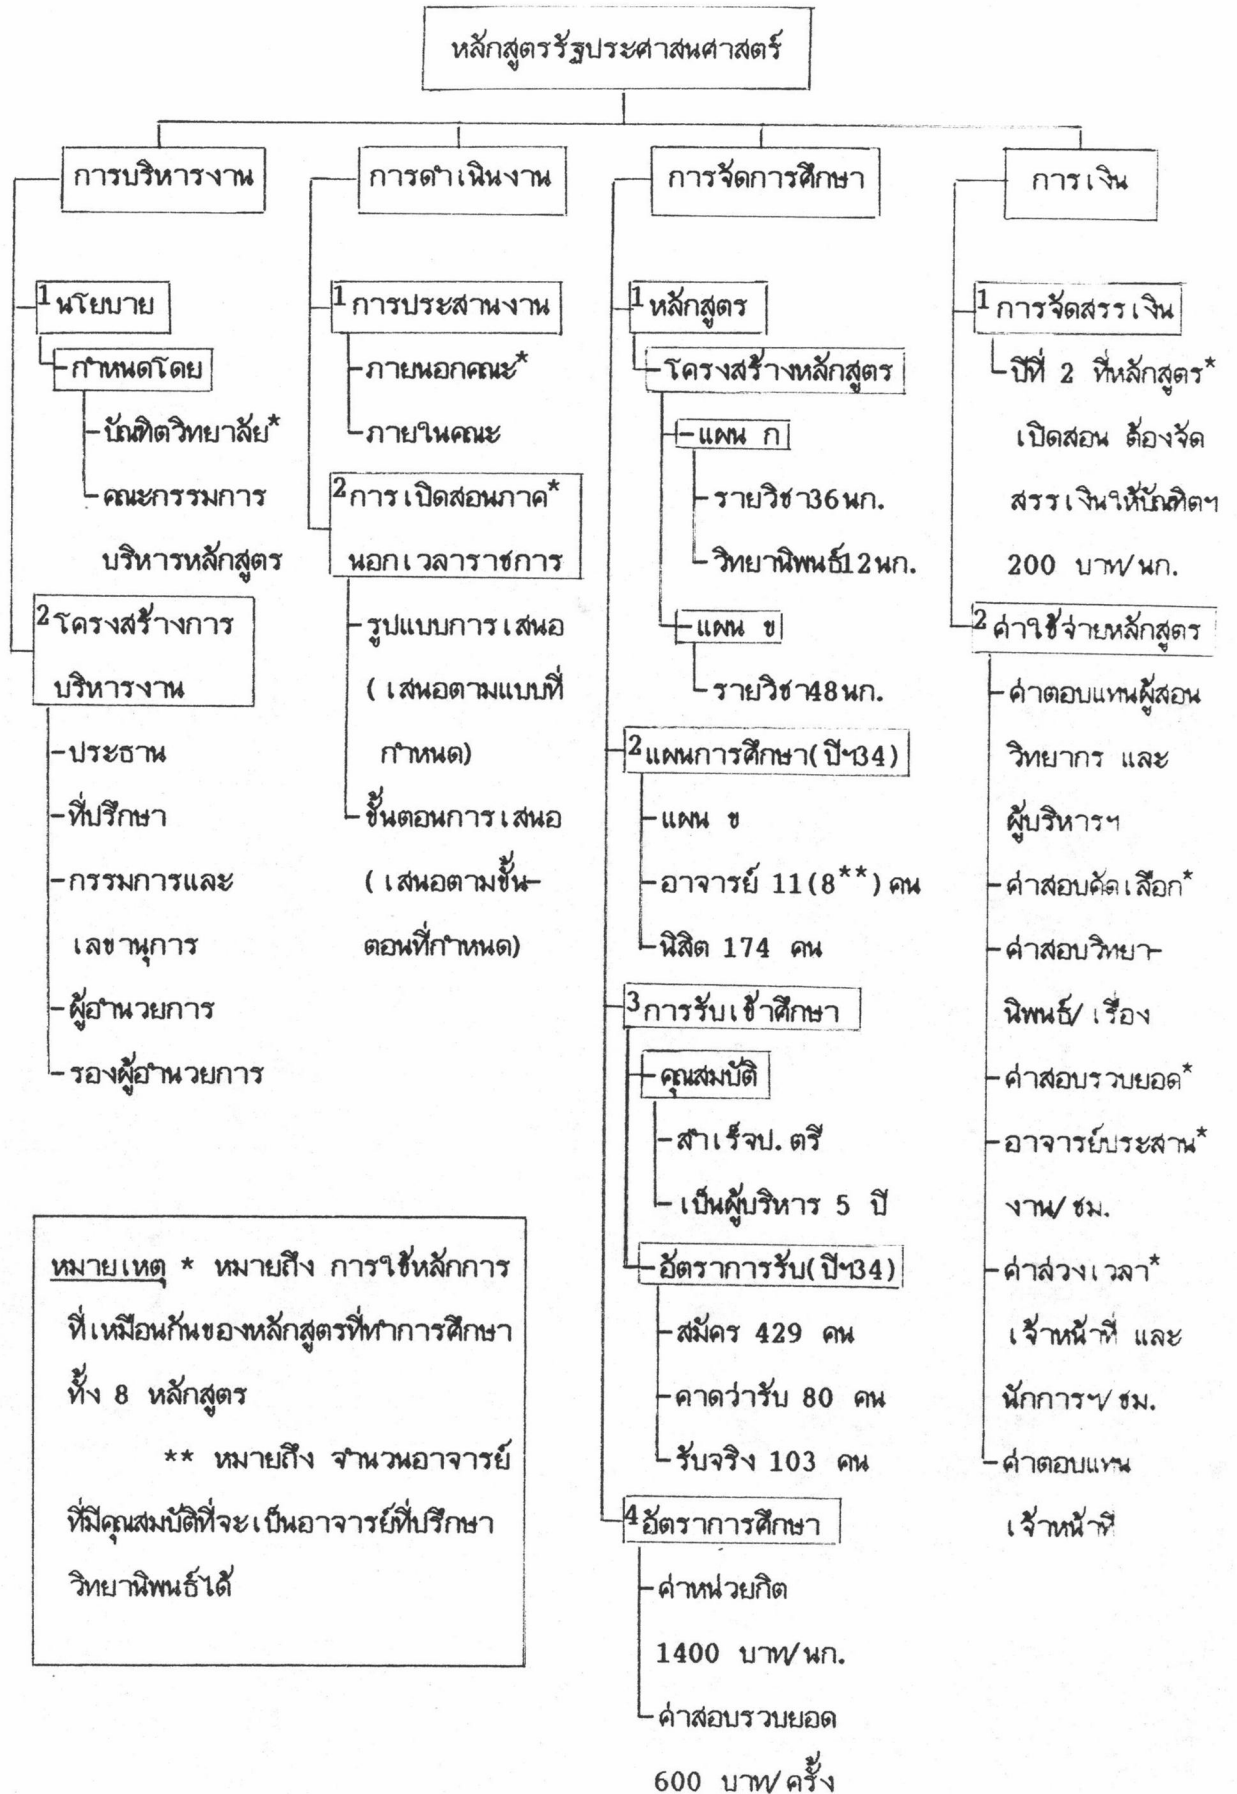 หลักสูตรรัฐประศาสนศาสตร์
การบริหารงาน
1 นโยบาย
- กำหนดโดย
- บัณฑิตวิทยาลัย*
- คณะกรรมการ
บริหารหลักสูตร
2 โครงสร้างการ
บริหารงาน
- ประธาน
- ที่ปรึกษา
- กรรมการและ
เลขานุการ
- ผู้อำนวยการ
- รองผู้อำนวยการ
การดำเนินงาน
1 การประสานงาน
- ภายนอกคณะ*
- ภายในคณะ
2 การเปิดสอนภาค*
นอกเวลาราชการ
- รูปแบบการเสนอ
(เสนอตามแบบที่
กำหนด)
- ขั้นตอนการเสนอ
(เสนอตามขั้น-
ตอนที่กำหนด)
การจัดการศึกษา
1 หลักสูตร
- โครงสร้างหลักสูตร
- แผน ก
- รายวิชา36นก.
- วิทยานิพนธ์12นก.
- แผน ข
- รายวิชา48นก.
2 แผนการศึกษา(ปีฯ34)
- แผน ข
- อาจารย์ 11(8**)คน
- นิสิต 174 คน
3 การรับเข้าศึกษา
- คุณสมบัติ
- สำเร็จป.ตรี
- เป็นผู้บริหาร 5 ปี
- อัตราการรับ(ปีฯ34)
- สมัคร 429 คน
- คาดว่ารับ 80 คน
- รับจริง 103 คน
4 อัตราการศึกษา
- ค่าหน่วยกิต
1400 บาท/นก.
- ค่าสอบรวบยอด
600 บาท/ครั้ง
การเงิน
1 การจัดสรรเงิน
- ปีที่ 2 ที่หลักสูตร*
เปิดสอน ต้องจัด
สรรเงินให้บัณฑิตฯ
200 บาท/นก.
2 ค่าใช้จ่ายหลักสูตร
- ค่าตอบแทนผู้สอน
วิทยากร และ
ผู้บริหารฯ
- ค่าสอบคัดเลือก*
- ค่าสอบวิทยา-
นิพนธ์/เรื่อง
- ค่าสอบรวบยอด*
- อาจารย์ประสาน*
งาน/ชม.
- ค่าล่วงเวลา*
เจ้าหน้าที่ และ
นักการฯ/ชม.
- ค่าตอบแทน
เจ้าหน้าที่
หมายเหตุ * หมายถึง การใช้หลักการ
ที่เหมือนกันของหลักสูตรที่ทำการศึกษา
ทั้ง 8 หลักสูตร
** หมายถึง จำนวนอาจารย์
ที่มีคุณสมบัติที่จะเป็นอาจารย์ที่ปรึกษา
วิทยานิพนธ์ได้